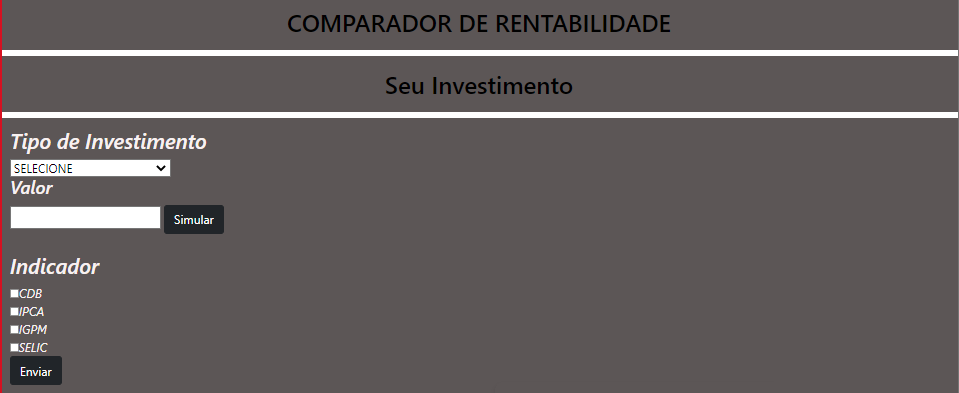 COMPARADOR DE RENTABILIDADE
Seu Investimento
Tipo de Investimento
SELECIONE
Valor
Simular
Indicador
CDB
IPCA
IGPM
SELIC
Enviar